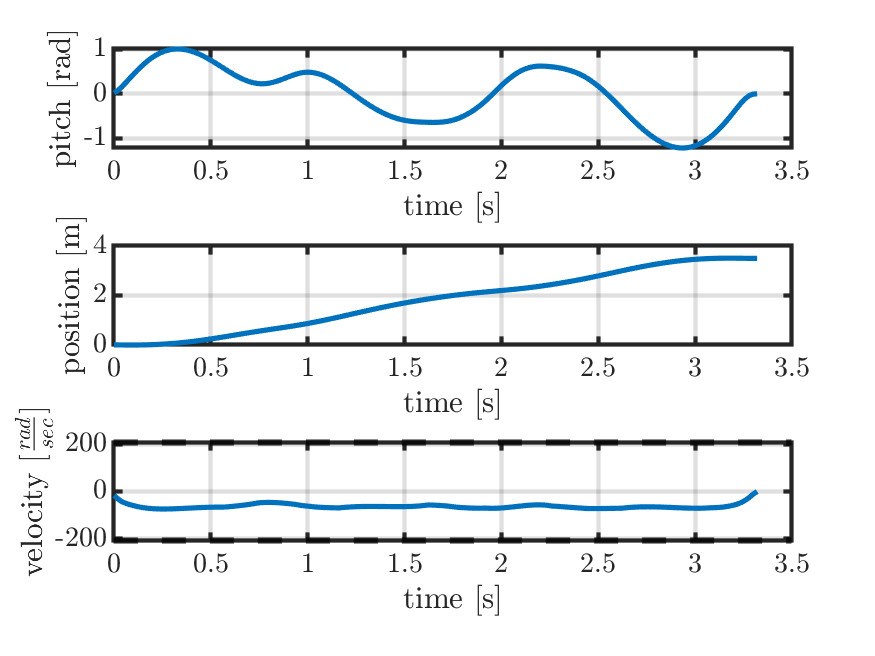 pitch [rad]
1
0
-1
0 0.5 1 1.5 2 2.5 3 3.5
time [s]
position [m]
4
2
0
0 0.5 1 1.5 2 2.5 3 3.5
time [s]
velocity [rad/sec]
200
0
-200
0 0.5 1 1.5 2 2.5 3 3.5
time [s]